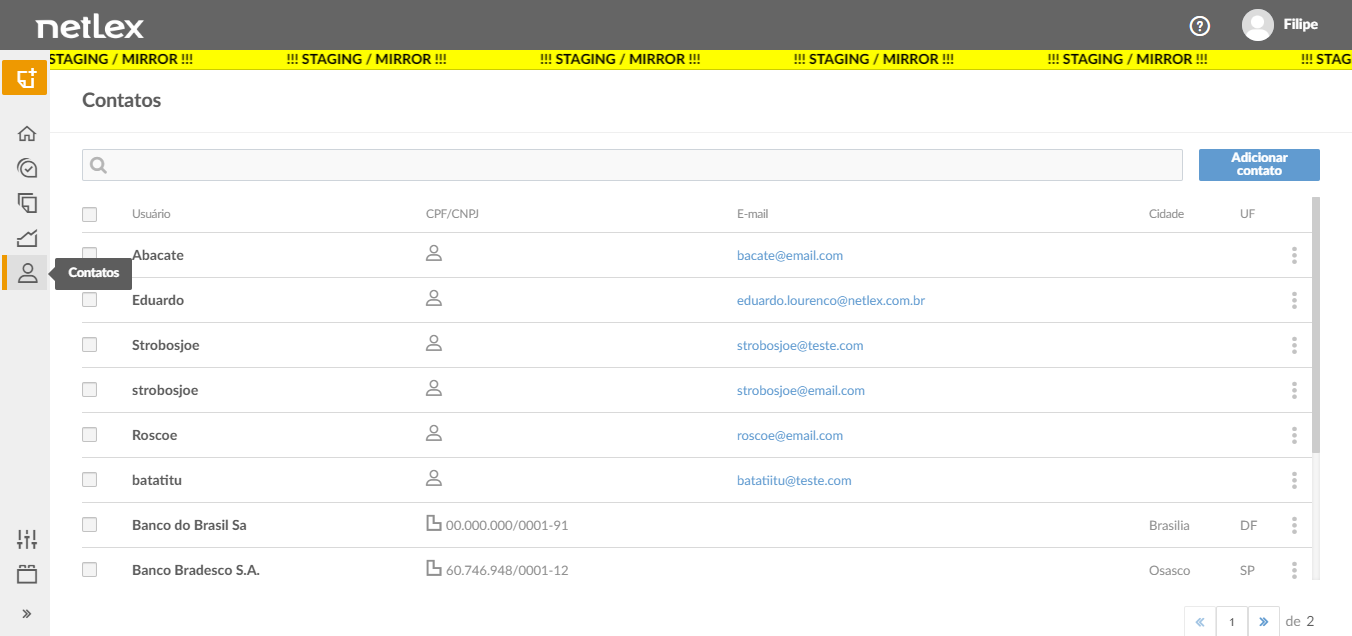 netlex
Filipe
STAGING / MIRROR !!! !!! STAGING / MIRROR !!! !!! STAGING / MIRROR !!! !!! STAGING / MIRROR !!! !!! STAGING / MIRROR !!! !!! STAG
Contatos
Adicionar
contato
Usuário CPF/CNPJ E-mail Cidade UF
Abacate bacate@email.com
Contatos
Eduardo eduardo.lourenco@netlex.com.br
Strobosjoe strobosjoe@teste.com
strobosjoe strobosjoe@email.com
Roscoe roscoe@email.com
batatitu batatiitu@teste.com
Banco do Brasil Sa 00.000.000/0001-91 Brasilia DF
Banco Bradesco S.A. 60.746.948/0001-12 Osasco SP
« 1 » de 2
»